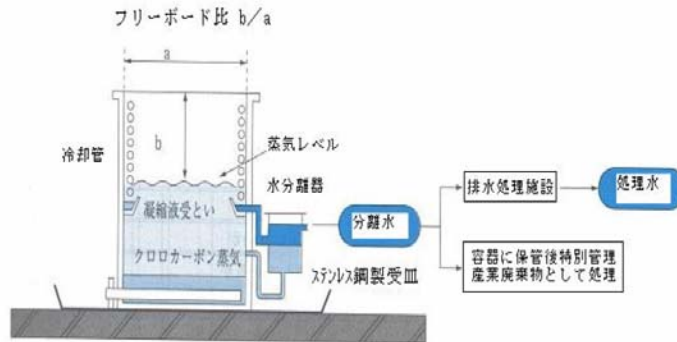 フリーボード比 b/a
a
b
冷却管
蒸気レベル
水分離器
凝縮液受とい
クロロカーボン蒸気
ステンレス鋼製受皿
分離水
排水処理施設
処理水
容器に保管後特別管理
産業廃棄物として処理